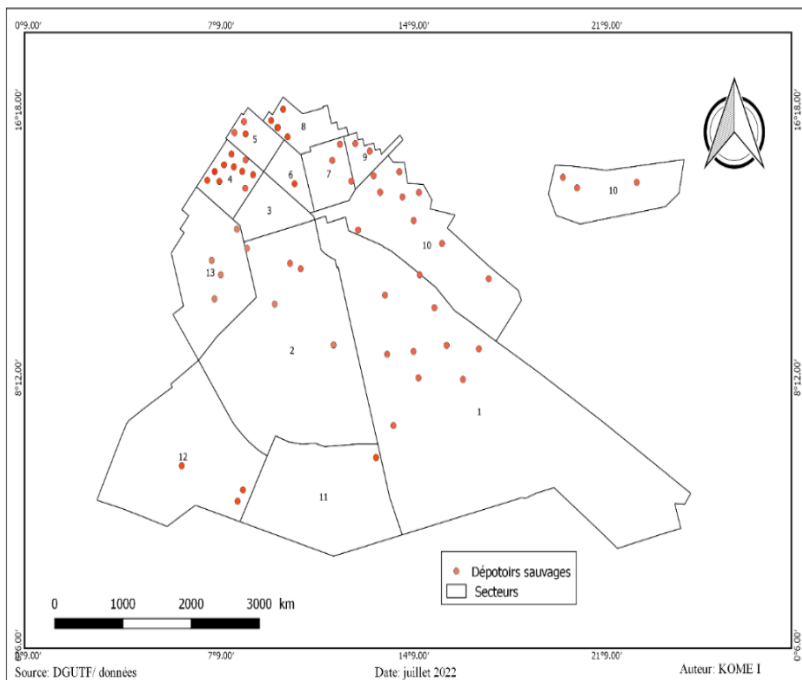 0°9.00' 7°9.00' 14°9.00' 21°9.00'
16°18.00' 16°18.00'
8
5
9
7
4 6
10
3
10
13
2
8°12.00' 8°12.00'
1
12
11
Dépotoirs sauvages
Secteurs
0 1000 2000 3000 km
0°6.00' 0°6.00'
0°9.00' 7°9.00' 14°9.00' 21°9.00'
Source: DGUTF/ données Date: juillet 2022 Auteur: KOME I